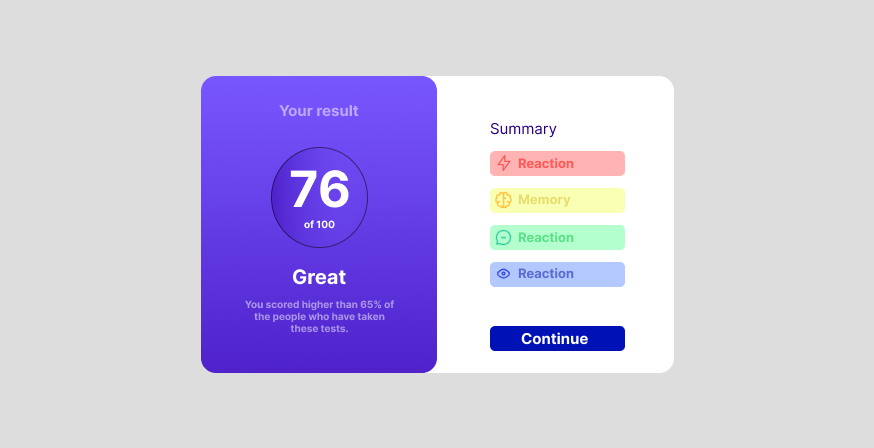 Your result
76
of 100
Great
You scored higher than 65% of
the people who have taken
these tests.
Summary
Reaction
Memory
Reaction
Reaction
Continue